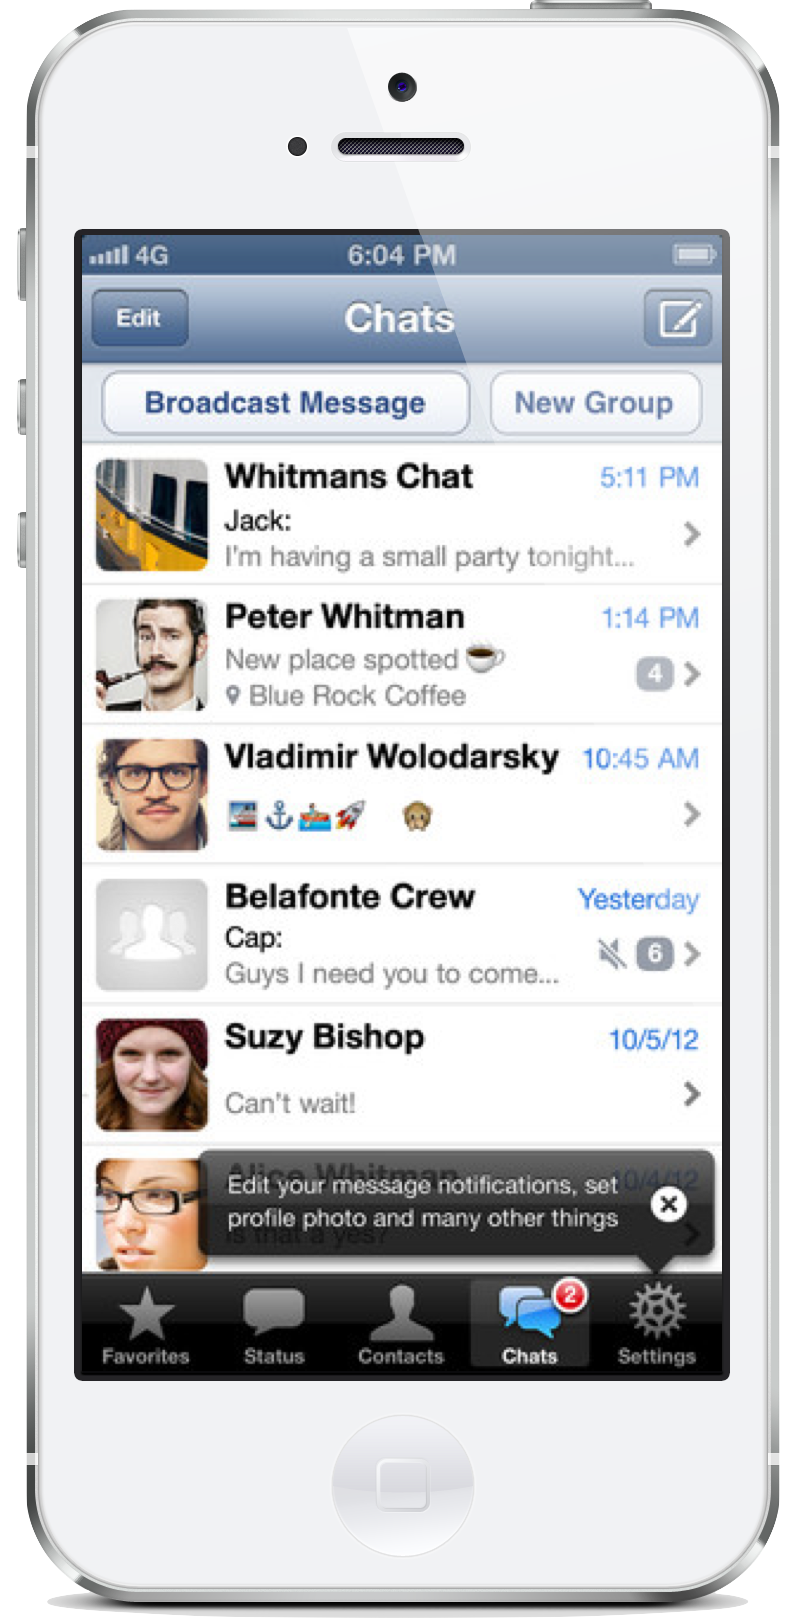 4G 6:04 PM
Edit Chats
Broadcast Message New Group
Whitmans Chat 5:11 PM
Jack:
I'm having a small party tonight...
Peter Whitman 1:14 PM
New place spotted ☕
4
Blue Rock Coffee
Vladimir Wolodarsky 10:45 AM
Belafonte Crew Yesterday
Cap:
6
Guys I need you to come...
Suzy Bishop 10/5/12
Can't wait!
Alice Whitman 10/4/12
Is that a yes?
Edit your message notifications, set
profile photo and many other things
2
Favorites Status Contacts Chats Settings